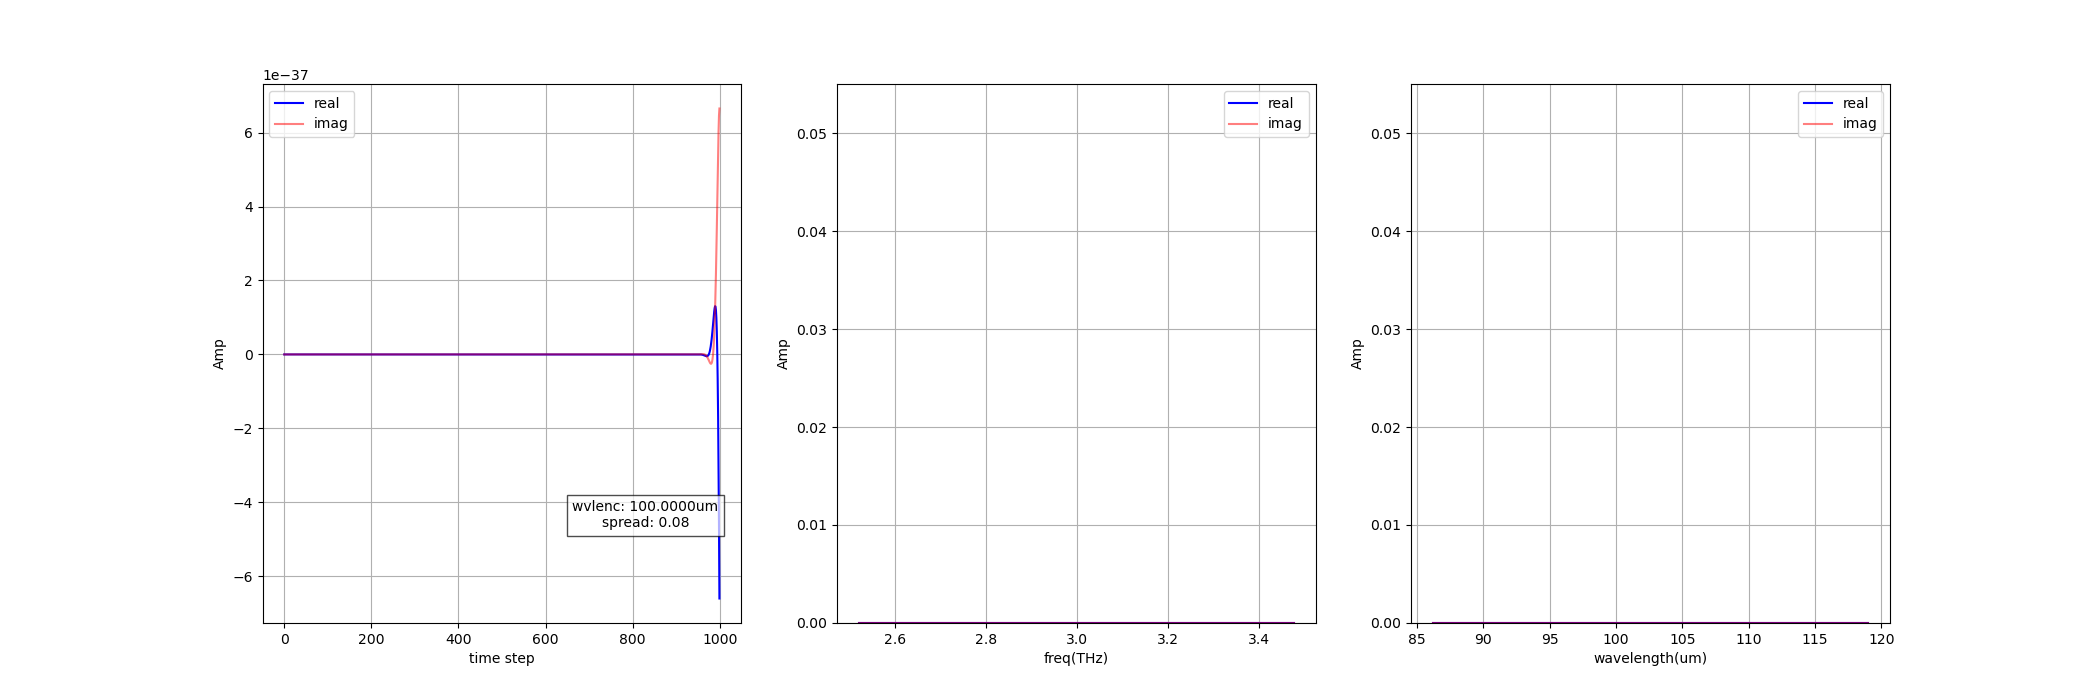 1e−37
real
imag
6
4
2
0
−2
−4
−6
Amp
wvlenc: 100.0000um
spread: 0.08
0
200
400
600
800
1000
time step
real
imag
0.05
0.04
0.03
0.02
0.01
0.00
Amp
2.6
2.8
3.0
3.2
3.4
freq(THz)
real
imag
0.05
0.04
0.03
0.02
0.01
0.00
Amp
85
90
95
100
105
110
115
120
wavelength(um)